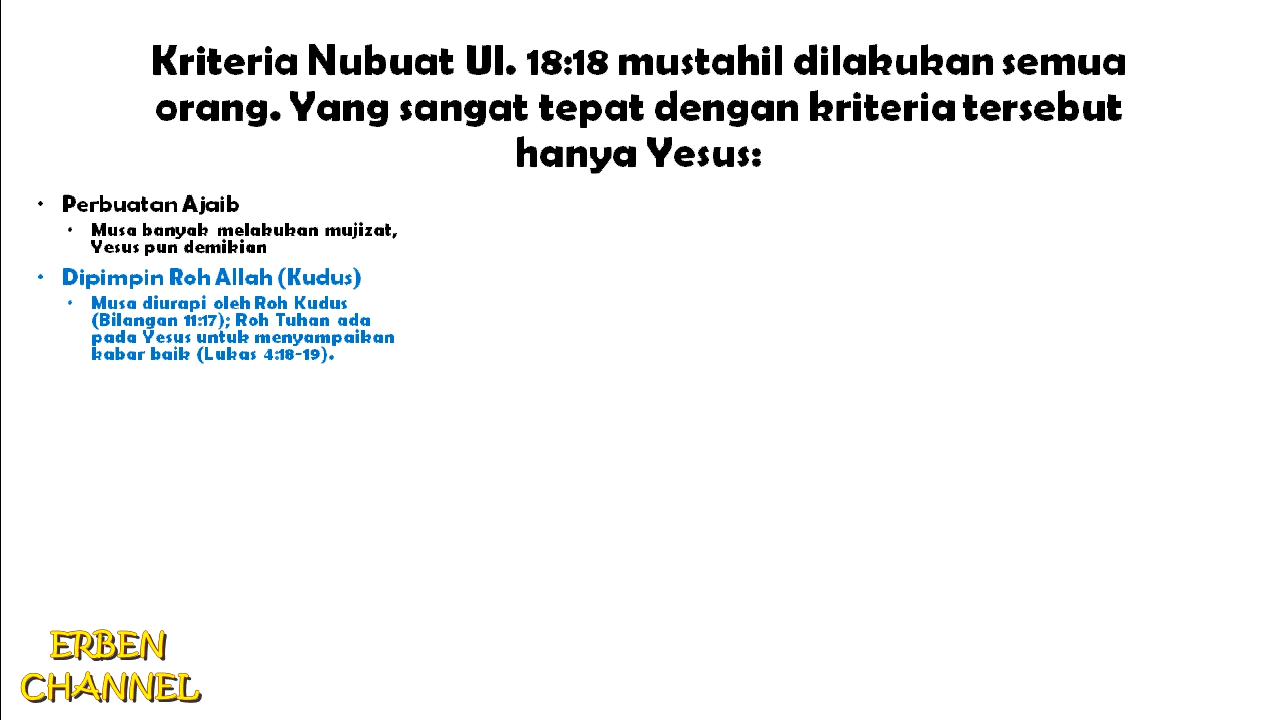 Kriteria Nubuat Ul. 18:18 mustahil dilakukan semua
orang. Yang sangat tepat dengan kriteria tersebut
hanya Yesus:
• Perbuatan Ajaib
• Musa banyak melakukan mujizat,
Yesus pun demikian
• Dipimpin Roh Allah (Kudus)
• Musa diurapi oleh Roh Kudus
(Bilangan 11:17); Roh Tuhan ada
pada Yesus untuk menyampaikan
kabar baik (Lukas 4:18-19).
ERBEN
CHANNEL